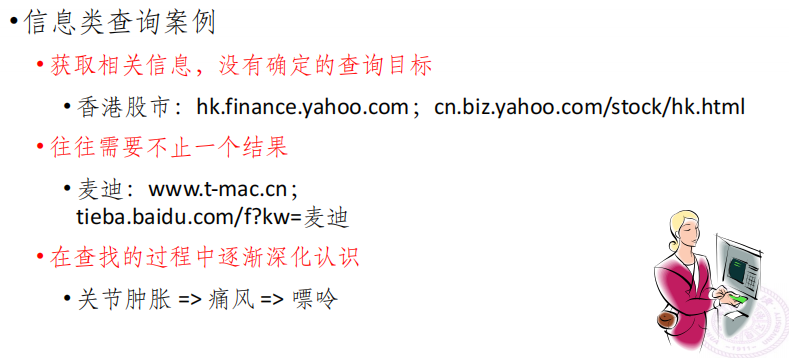 •信息类查询案例
•获取相关信息，没有确定的查询目标
•香港股市：hk.finance.yahoo.com；cn.biz.yahoo.com/stock/hk.html
•往往需要不止一个结果
•麦迪：www.t-mac.cn；
tieba.baidu.com/f?kw=麦迪
•在查找的过程中逐渐深化认识
•关节肿胀 => 痛风 => 嘌呤